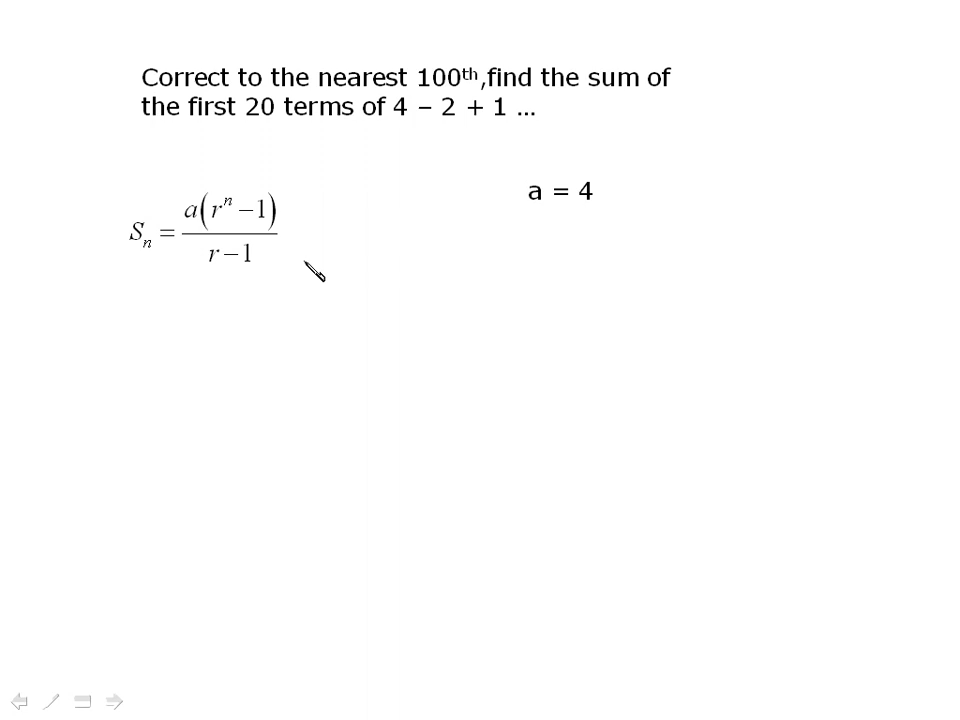 Correct to the nearest 100th,find the sum of
the first 20 terms of 4 – 2 + 1 …
a = 4
Sₙ = a(rⁿ − 1) / r − 1